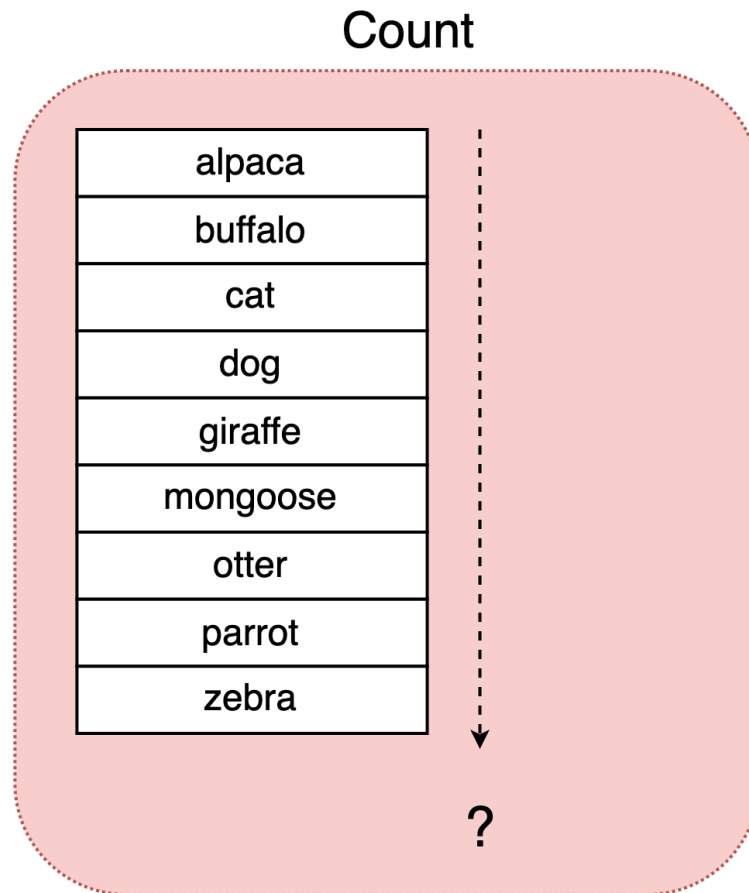 Count
alpaca
buffalo
cat
dog
giraffe
mongoose
otter
parrot
zebra
?